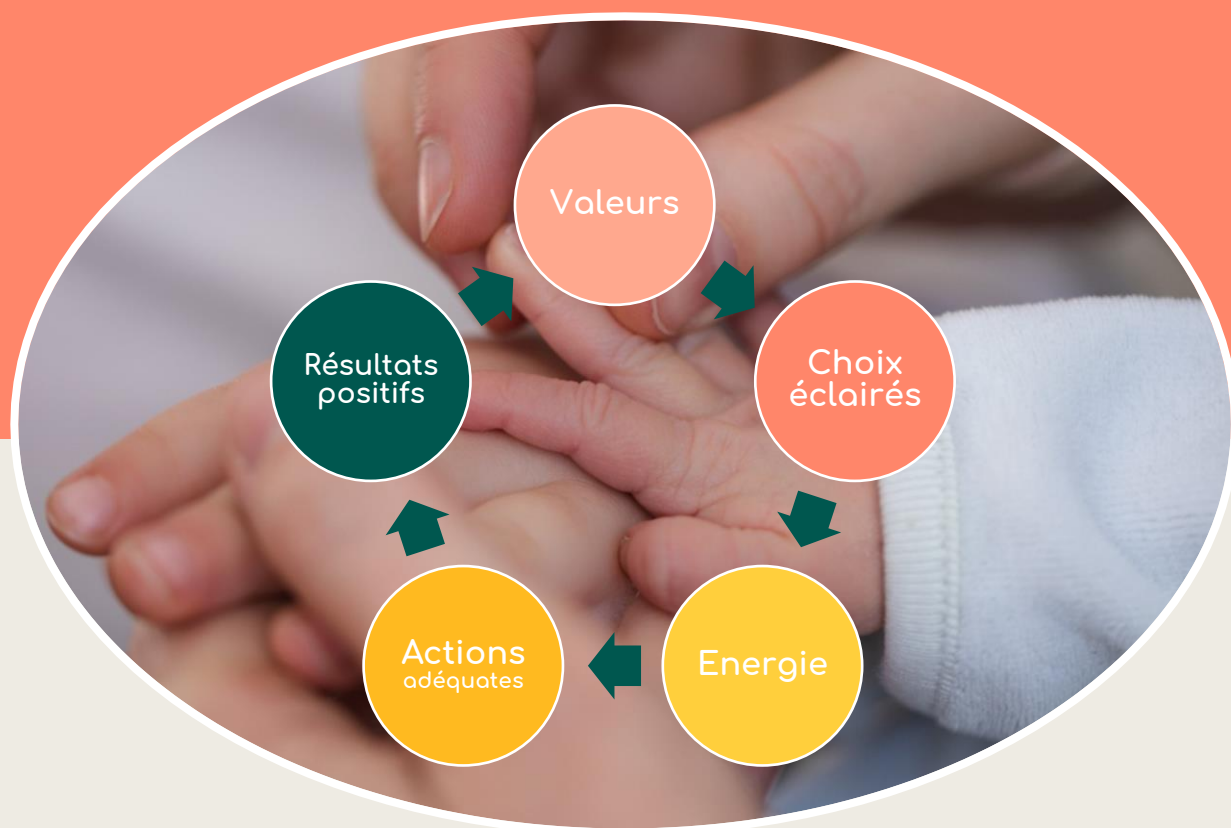 Valeurs
Choix
éclairés
Energie
Actions
adéquates
Résultats
positifs